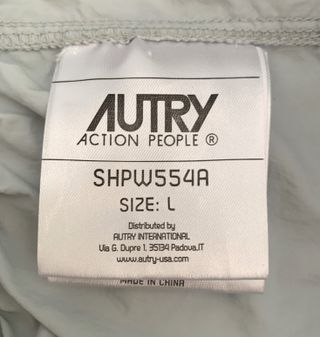 AUTRY
ACTION PEOPLE ®
SHPW554A
SIZE: L
Distributed by
AUTRY INTERNATIONAL
Via G. Dupre 1, 35134 Padova,IT
www.autry-usa.com
MADE IN CHINA